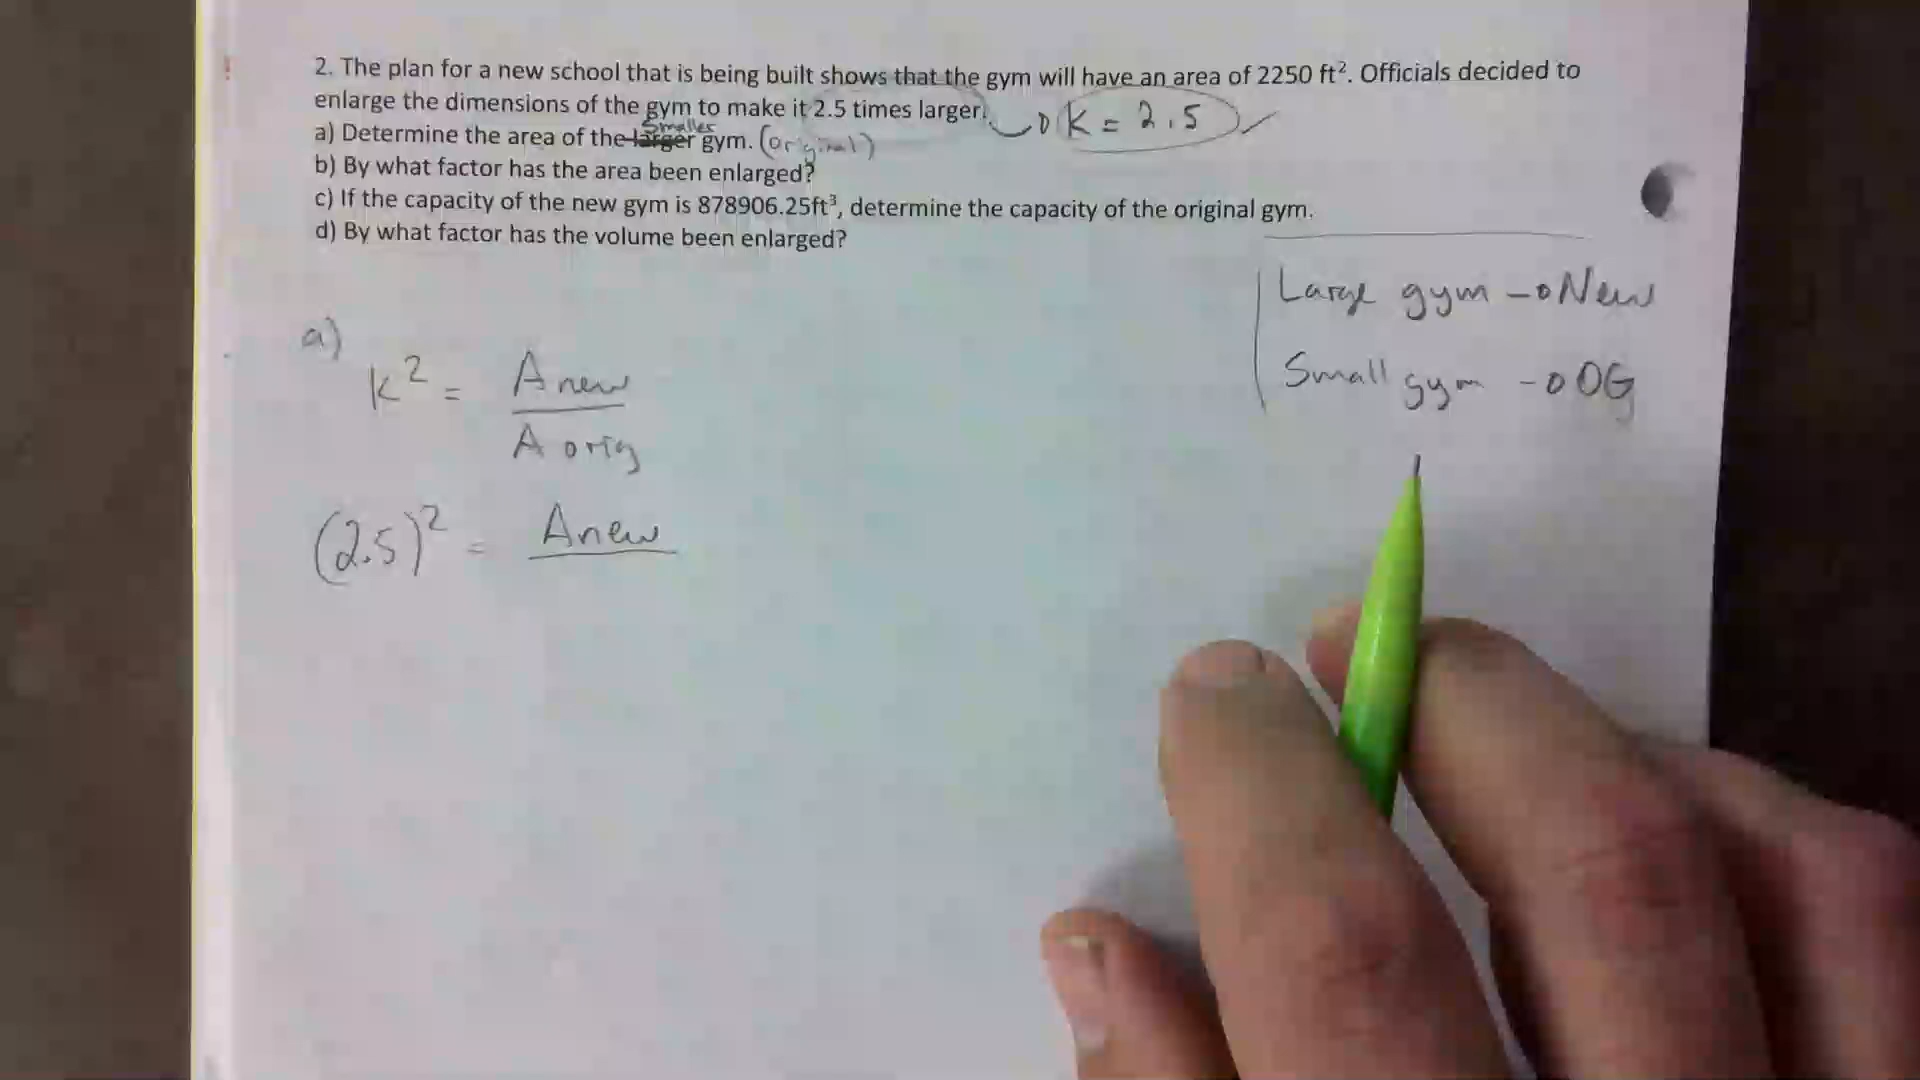 2. The plan for a new school that is being built shows that the gym will have an area of 2250 ft². Officials decided to
enlarge the dimensions of the gym to make it 2.5 times larger. → K = 2.5 ✓
a) Determine the area of the larger smaller gym. (original)
b) By what factor has the area been enlarged?
c) If the capacity of the new gym is 878906.25ft³, determine the capacity of the original gym.
d) By what factor has the volume been enlarged?
Large gym → New
Small gym → OG
a)
k² = A new
A orig
(2.5)² = A new